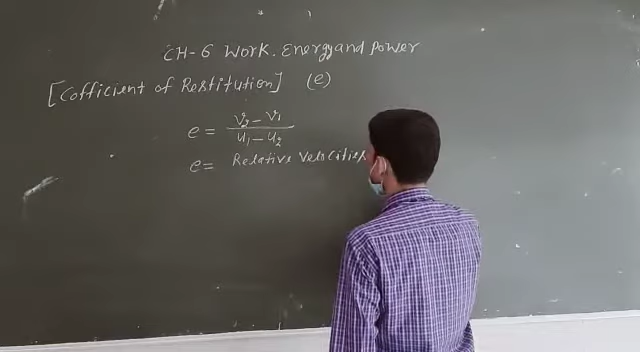 CH-6 Work. Energy and Power
[Cofficient of Restitution] (e)
e = v₂ - v₁ / u₁ - u₂
e = Relative Velocities